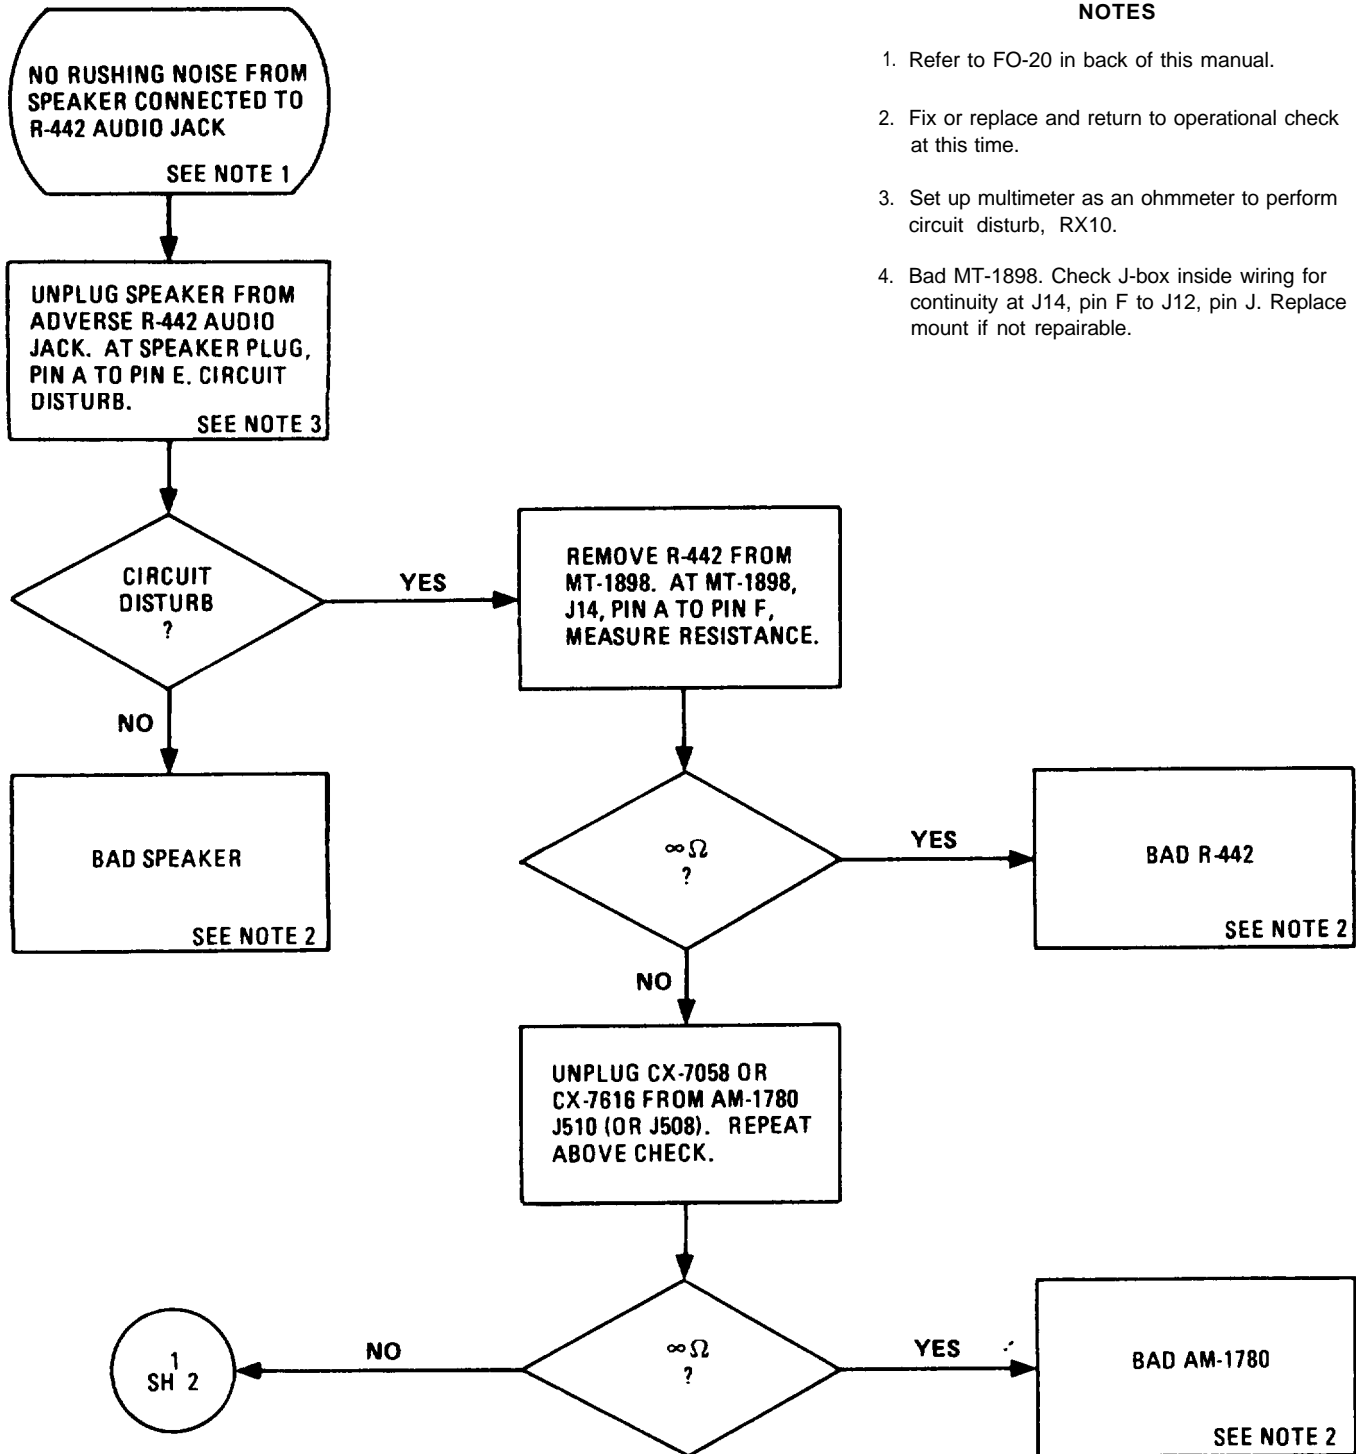 NOTES
1. Refer to FO-20 in back of this manual.
2. Fix or replace and return to operational check
at this time.
3. Set up multimeter as an ohmmeter to perform
circuit disturb, RX10.
4. Bad MT-1898. Check J-box inside wiring for
continuity at J14, pin F to J12, pin J. Replace
mount if not repairable.
NO RUSHING NOISE FROM
SPEAKER CONNECTED TO
R-442 AUDIO JACK
SEE NOTE 1
UNPLUG SPEAKER FROM
ADVERSE R-442 AUDIO
JACK. AT SPEAKER PLUG,
PIN A TO PIN E. CIRCUIT
DISTURB.
SEE NOTE 3
CIRCUIT
DISTURB
?
YES
NO
BAD SPEAKER
SEE NOTE 2
REMOVE R-442 FROM
MT-1898. AT MT-1898,
J14, PIN A TO PIN F,
MEASURE RESISTANCE.
∞Ω
?
YES
BAD R-442
SEE NOTE 2
NO
UNPLUG CX-7058 OR
CX-7616 FROM AM-1780
J510 (OR J508). REPEAT
ABOVE CHECK.
∞Ω
?
YES
BAD AM-1780
SEE NOTE 2
NO
1
SH 2